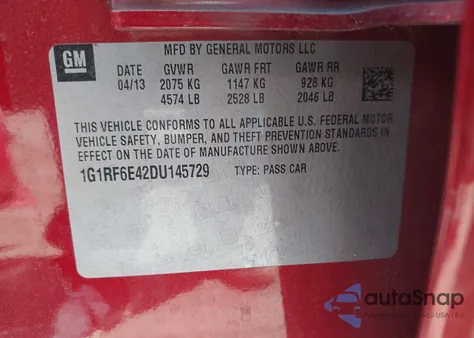 GM
MFD BY GENERAL MOTORS LLC
DATE GVWR GAWR FRT GAWR RR
04/13 2075 KG 1147 KG 928 KG
4574 LB 2528 LB 2046 LB
THIS VEHICLE CONFORMS TO ALL APPLICABLE U.S. FEDERAL MOTOR
VEHICLE SAFETY, BUMPER, AND THEFT PREVENTION STANDARDS IN
EFFECT ON THE DATE OF MANUFACTURE SHOWN ABOVE.
1G1RF6E42DU145729 TYPE: PASS CAR
autoSnap